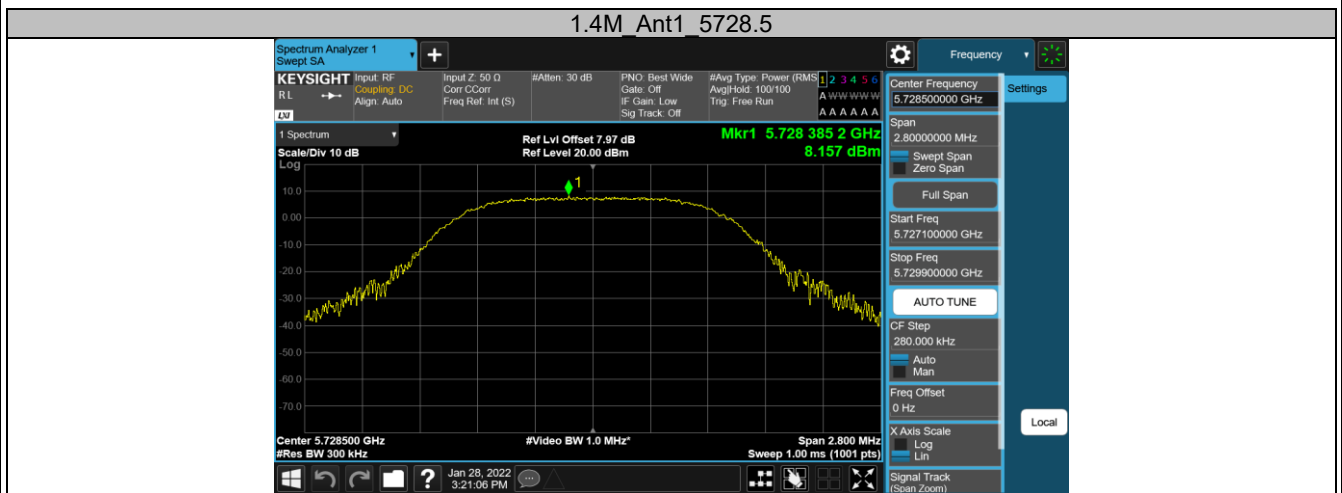 1.4M_Ant1_5728.5
Spectrum Analyzer 1
Swept SA
+
Frequency
KEYSIGHT
R L
LXI
Input: RF
Coupling: DC
Align: Auto
Input Z: 50 Ω
Corr CCorr
Freq Ref: Int (S)
#Atten: 30 dB
PNO: Best Wide
Gate: Off
IF Gain: Low
Sig Track: Off
#Avg Type: Power (RMS
Avg|Hold: 100/100
Trig: Free Run
1 2 3 4 5 6
A W W W W W
A A A A A A
1 Spectrum
Scale/Div 10 dB
Log
Ref Lvl Offset 7.97 dB
Ref Level 20.00 dBm
Mkr1 5.728 385 2 GHz
8.157 dBm
1
10.0
0.00
-10.0
-20.0
-30.0
-40.0
-50.0
-60.0
-70.0
Center 5.728500 GHz
#Res BW 300 kHz
#Video BW 1.0 MHz*
Span 2.800 MHz
Sweep 1.00 ms (1001 pts)
?
Jan 28, 2022
3:21:06 PM
Center Frequency
5.728500000 GHz
Span
2.80000000 MHz
Swept Span
Zero Span
Full Span
Start Freq
5.727100000 GHz
Stop Freq
5.729900000 GHz
AUTO TUNE
CF Step
280.000 kHz
Auto
Man
Freq Offset
0 Hz
X Axis Scale
Log
Lin
Signal Track
(Span Zoom)
Settings
Local